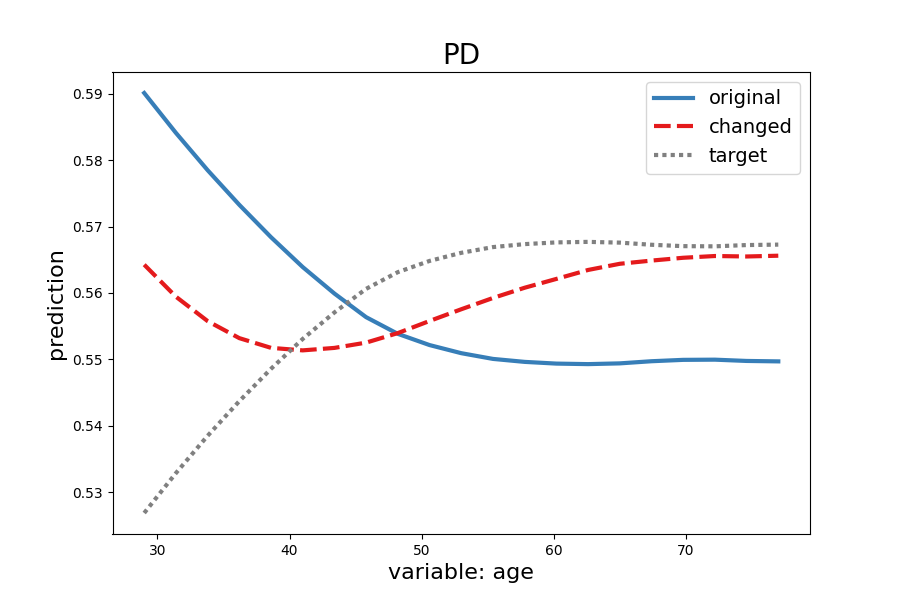 PD
original
changed
target
0.59
0.58
0.57
0.56
0.55
0.54
0.53
prediction
30 40 50 60 70
variable: age